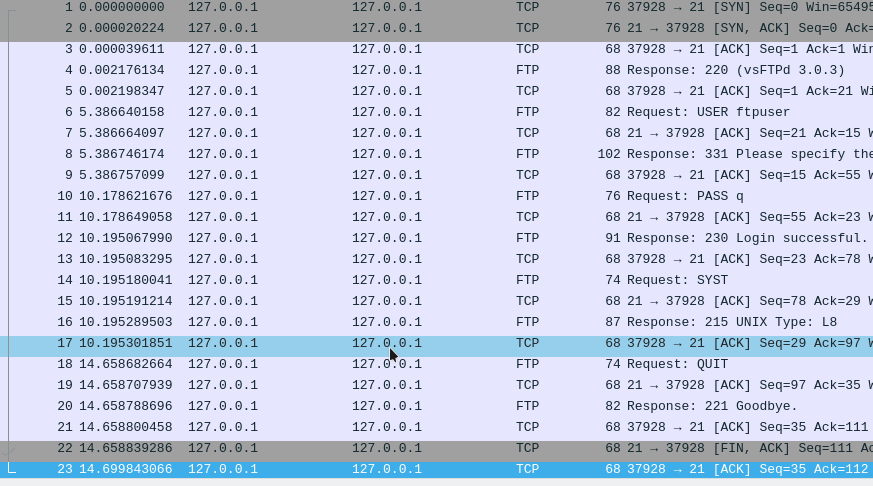 1 0.000000000 127.0.0.1 127.0.0.1 TCP 76 37928 → 21 [SYN] Seq=0 Win=65495
2 0.000020224 127.0.0.1 127.0.0.1 TCP 76 21 → 37928 [SYN, ACK] Seq=0 Ack=
3 0.000039611 127.0.0.1 127.0.0.1 TCP 68 37928 → 21 [ACK] Seq=1 Ack=1 Win
4 0.002176134 127.0.0.1 127.0.0.1 FTP 88 Response: 220 (vsFTPd 3.0.3)
5 0.002198347 127.0.0.1 127.0.0.1 TCP 68 37928 → 21 [ACK] Seq=1 Ack=21 Wi
6 5.386640158 127.0.0.1 127.0.0.1 FTP 82 Request: USER ftpuser
7 5.386664097 127.0.0.1 127.0.0.1 TCP 68 21 → 37928 [ACK] Seq=21 Ack=15 W
8 5.386746174 127.0.0.1 127.0.0.1 FTP 102 Response: 331 Please specify the
9 5.386757099 127.0.0.1 127.0.0.1 TCP 68 37928 → 21 [ACK] Seq=15 Ack=55 W
10 10.178621676 127.0.0.1 127.0.0.1 FTP 76 Request: PASS q
11 10.178649058 127.0.0.1 127.0.0.1 TCP 68 21 → 37928 [ACK] Seq=55 Ack=23 W
12 10.195067990 127.0.0.1 127.0.0.1 FTP 91 Response: 230 Login successful.
13 10.195083295 127.0.0.1 127.0.0.1 TCP 68 37928 → 21 [ACK] Seq=23 Ack=78 W
14 10.195180041 127.0.0.1 127.0.0.1 FTP 74 Request: SYST
15 10.195191214 127.0.0.1 127.0.0.1 TCP 68 21 → 37928 [ACK] Seq=78 Ack=29 W
16 10.195289503 127.0.0.1 127.0.0.1 FTP 87 Response: 215 UNIX Type: L8
17 10.195301851 127.0.0.1 127.0.0.1 TCP 68 37928 → 21 [ACK] Seq=29 Ack=97 W
18 14.658682664 127.0.0.1 127.0.0.1 FTP 74 Request: QUIT
19 14.658707939 127.0.0.1 127.0.0.1 TCP 68 21 → 37928 [ACK] Seq=97 Ack=35 W
20 14.658788696 127.0.0.1 127.0.0.1 FTP 82 Response: 221 Goodbye.
21 14.658800458 127.0.0.1 127.0.0.1 TCP 68 37928 → 21 [ACK] Seq=35 Ack=111
22 14.658839286 127.0.0.1 127.0.0.1 TCP 68 21 → 37928 [FIN, ACK] Seq=111 Ac
23 14.699843066 127.0.0.1 127.0.0.1 TCP 68 37928 → 21 [ACK] Seq=35 Ack=112